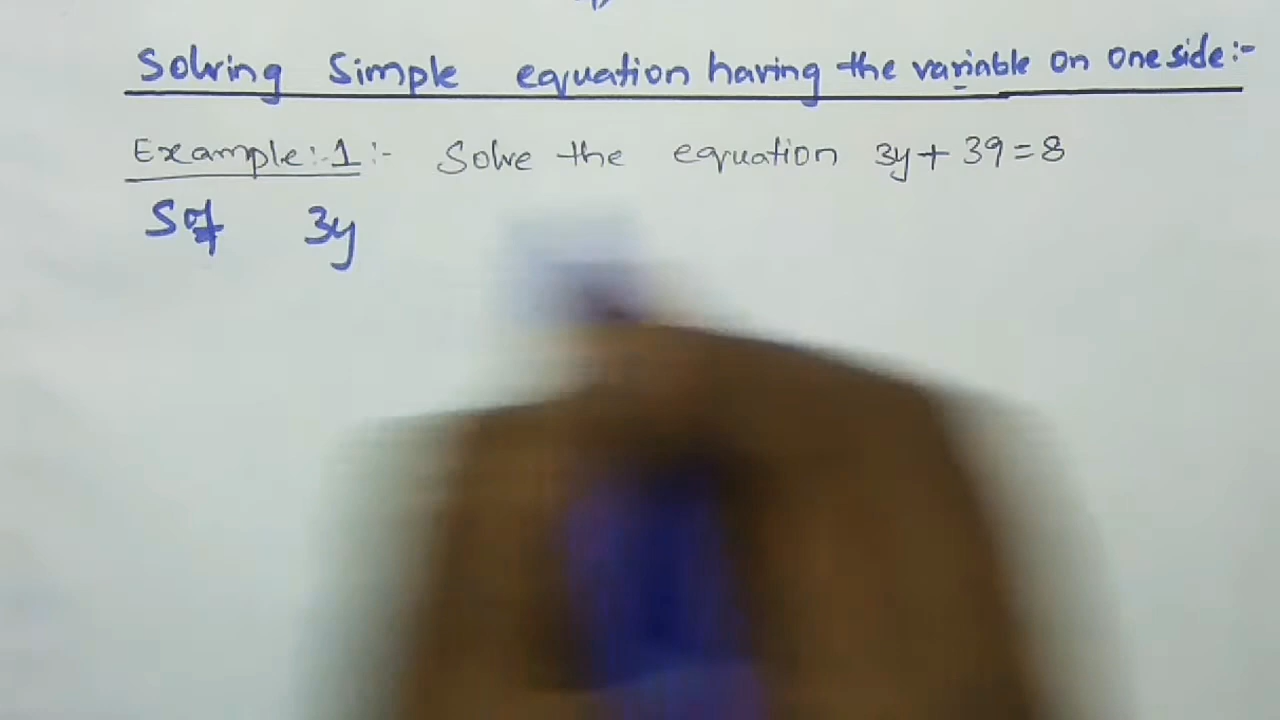 Solving Simple equation having the variable on one side:-
Example:-1:- Solve the equation 3y+ 39=8
Sol 3y